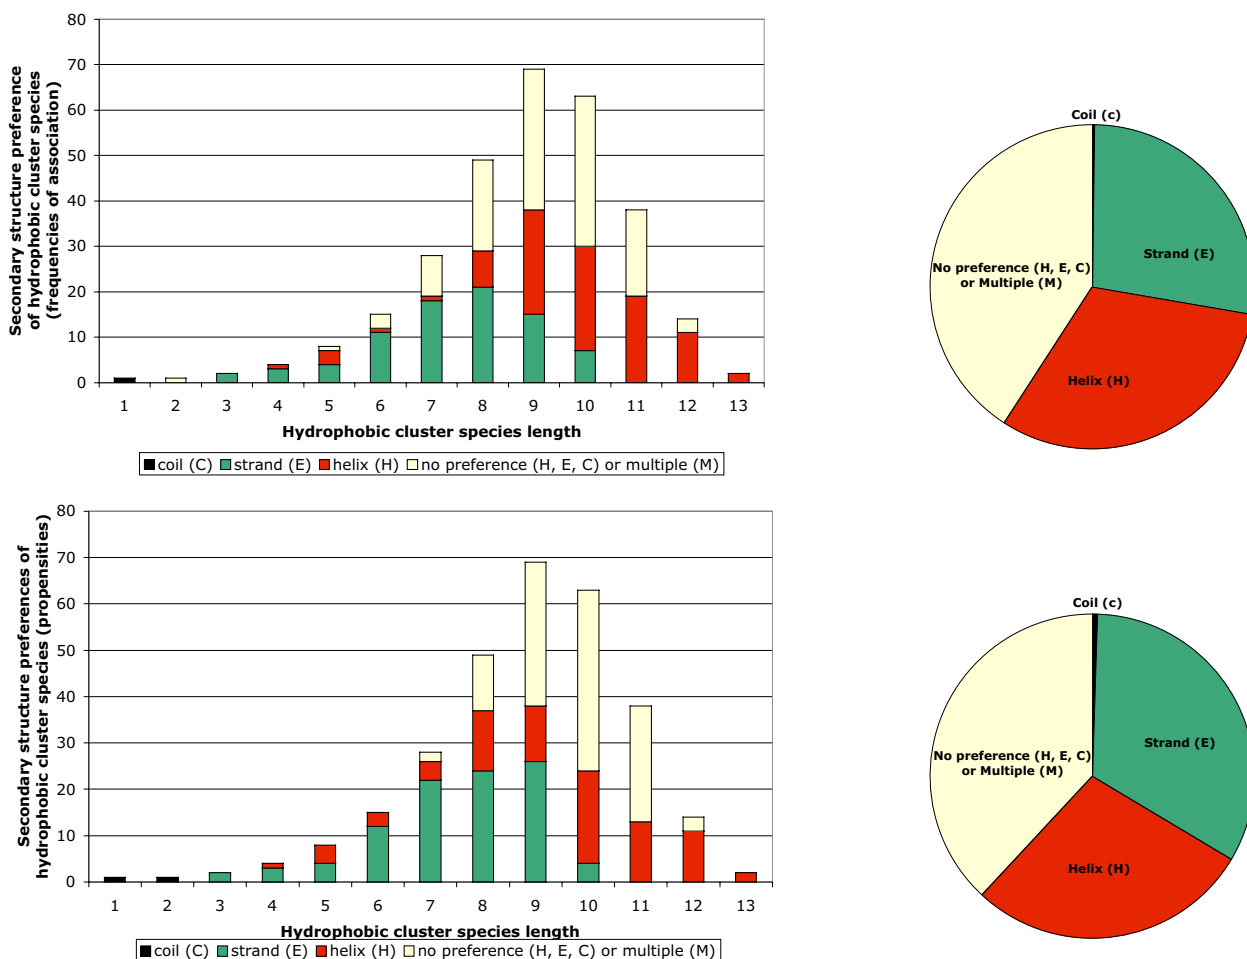 Secondary structure preference
of hydrophobic cluster species
(frequencies of association)
80
70
60
50
40
30
20
10
0
1 2 3 4 5 6 7 8 9 10 11 12 13
Hydrophobic cluster species length
coil (C) strand (E) helix (H) no preference (H, E, C) or multiple (M)
Coil (c)
Strand (E)
No preference (H, E, C)
or Multiple (M)
Helix (H)
Secondary structure preferences of
hydrophobic cluster species (propensities)
80
70
60
50
40
30
20
10
0
1 2 3 4 5 6 7 8 9 10 11 12 13
Hydrophobic cluster species length
coil (C) strand (E) helix (H) no preference (H, E, C) or multiple (M)
Coil (c)
Strand (E)
No preference (H, E, C)
or Multiple (M)
Helix (H)